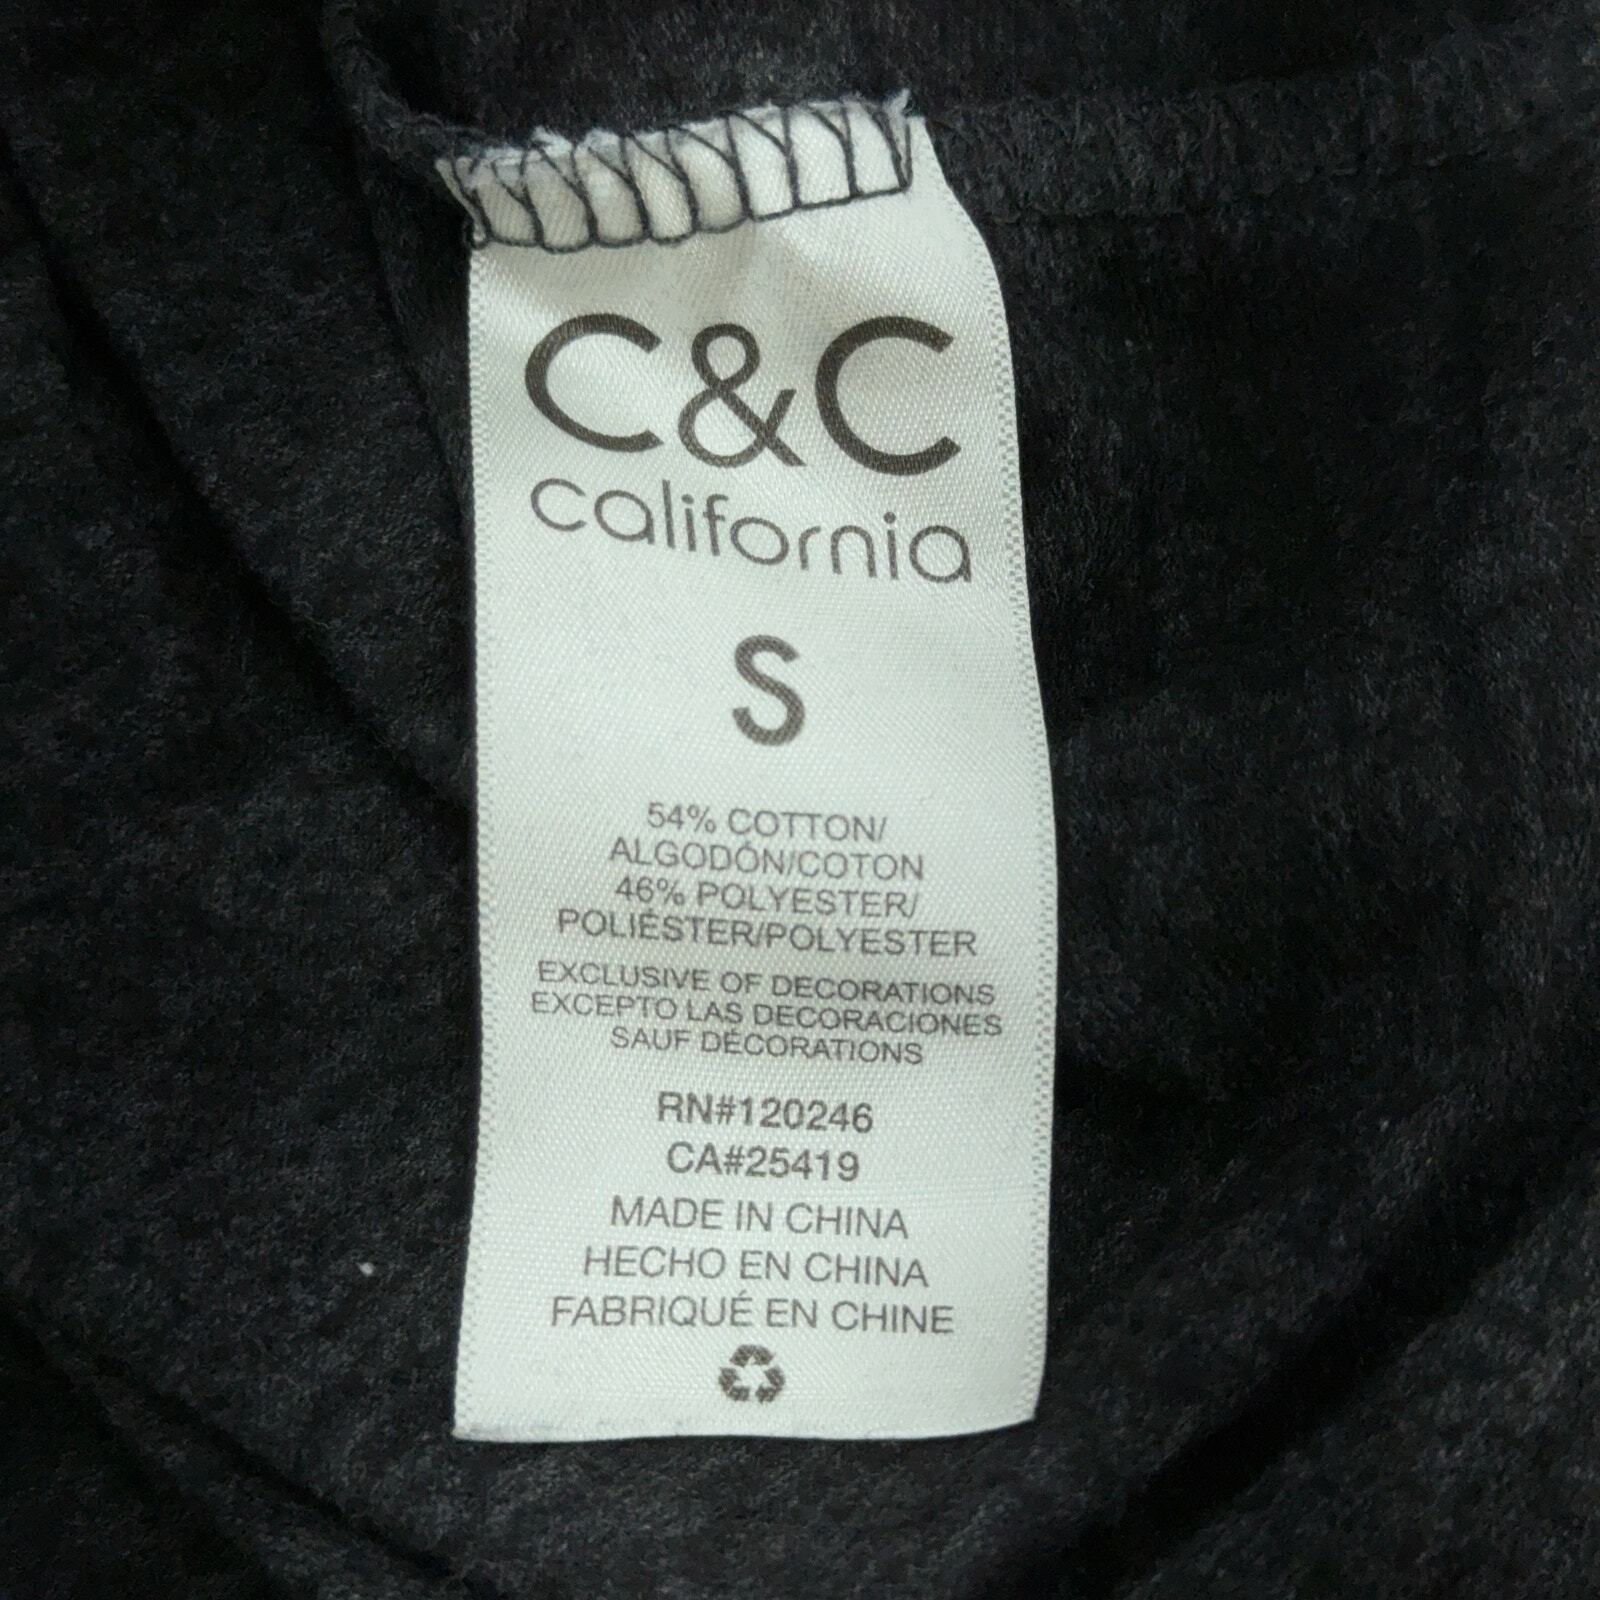 C&C
california
S
54% COTTON/
ALGODÓN/COTON
46% POLYESTER/
POLIÉSTER/POLYESTER
EXCLUSIVE OF DECORATIONS
EXCEPTO LAS DECORACIONES
SAUF DÉCORATIONS
RN#120246
CA#25419
MADE IN CHINA
HECHO EN CHINA
FABRIQUÉ EN CHINE